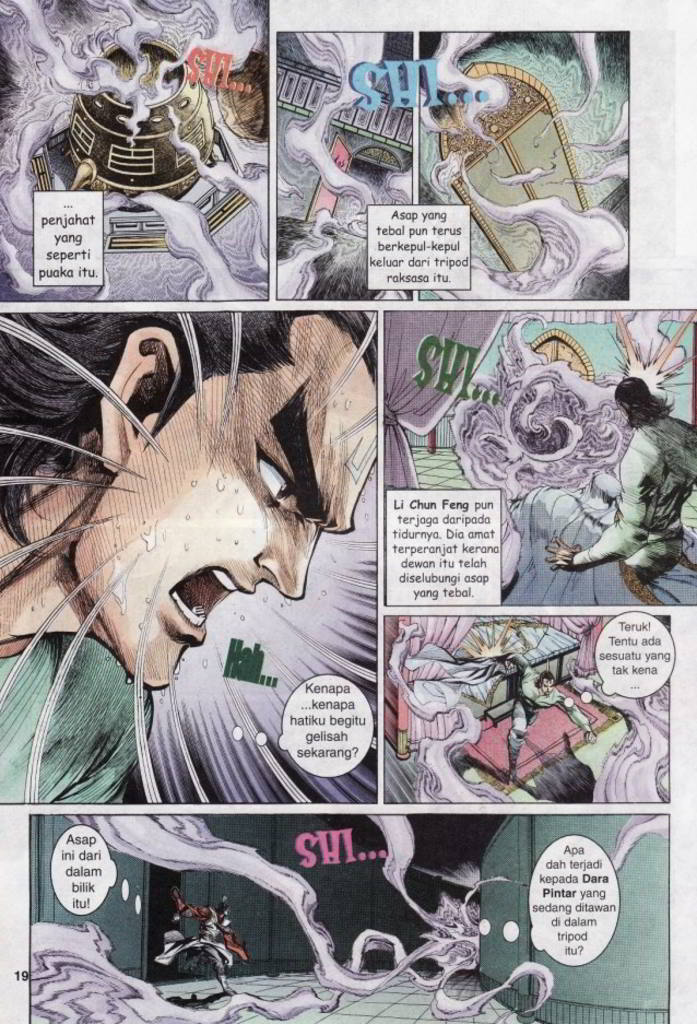 SHI...
...
penjahat
yang
seperti
puaka itu.
SHI...
Asap yang
tebal pun terus
berkepul-kepul
keluar dari tripod
raksasa itu.
Hah...
Kenapa
...kenapa
hatiku begitu
gelisah
sekarang?
SHI...
Li Chun Feng pun
terjaga daripada
tidurnya. Dia amat
terperanjat kerana
dewan itu telah
diselubungi asap
yang tebal.
Teruk!
Tentu ada
sesuatu yang
tak kena
...
Asap
ini dari
dalam
bilik
itu!
SHI...
Apa
dah terjadi
kepada Dara
Pintar yang
sedang ditawan
di dalam
tripod
itu?
19